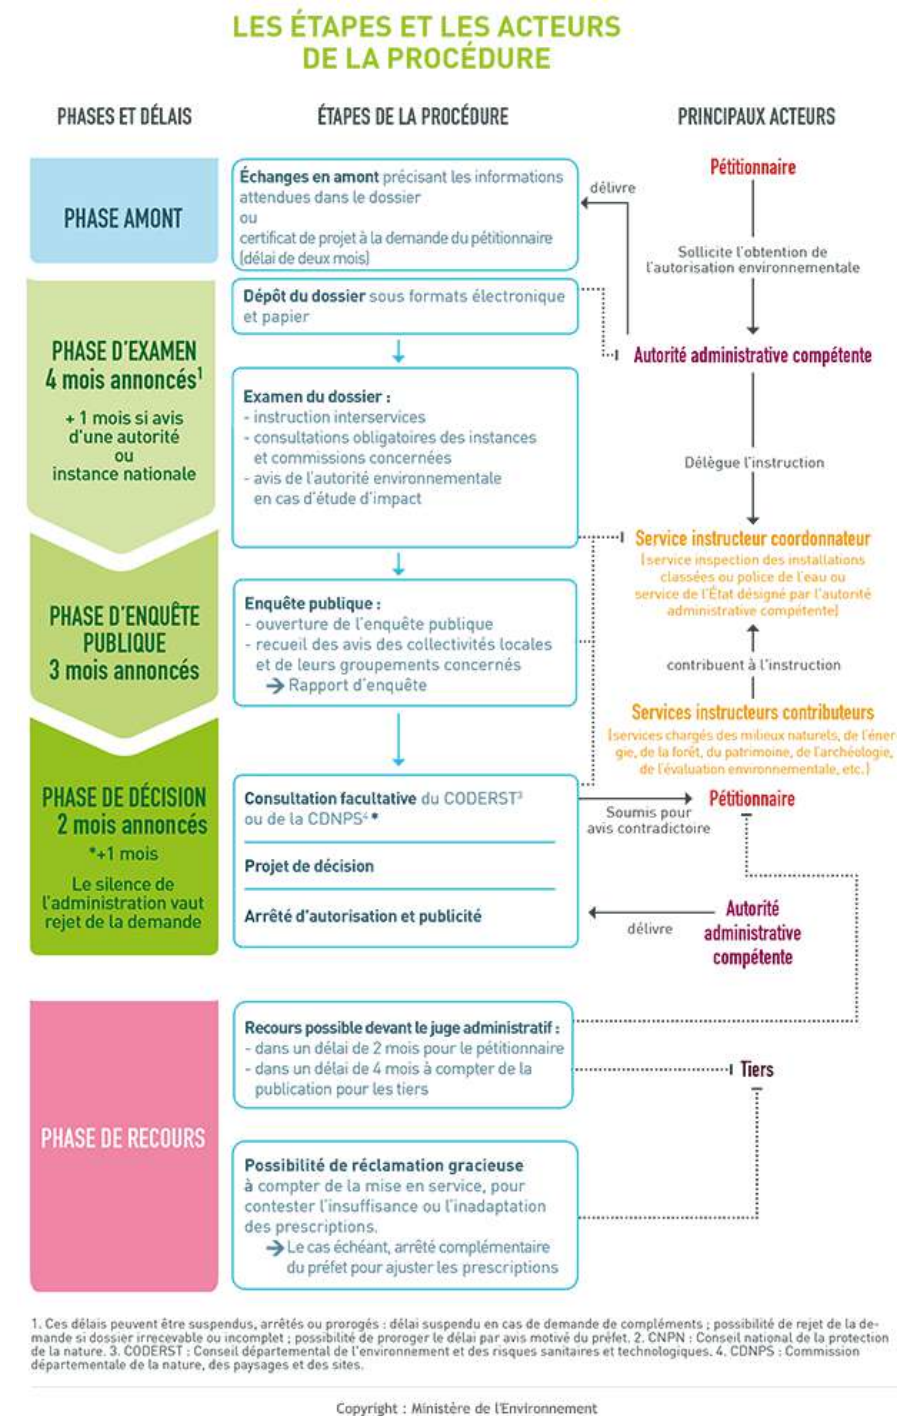 LES ÉTAPES ET LES ACTEURS
DE LA PROCÉDURE
PHASES ET DÉLAIS
ÉTAPES DE LA PROCÉDURE
PRINCIPAUX ACTEURS
PHASE AMONT
Échanges en amont précisant les informations
attendues dans le dossier
ou
certificat de projet à la demande du pétitionnaire
(délai de deux mois)
délivre
Pétitionnaire
Sollicite l'obtention de
l'autorisation environnementale
Dépôt du dossier sous formats électronique
et papier
Autorité administrative compétente
PHASE D'EXAMEN
4 mois annoncés¹
+ 1 mois si avis
d'une autorité
ou
instance nationale
Examen du dossier :
- instruction interservices
- consultations obligatoires des instances
et commissions concernées
- avis de l'autorité environnementale
en cas d'étude d'impact
Délègue l'instruction
Service instructeur coordonnateur
(service inspection des installations
classées ou police de l'eau ou
service de l'État désigné par l'autorité
administrative compétente)
PHASE D'ENQUÊTE
PUBLIQUE
3 mois annoncés
Enquête publique :
- ouverture de l'enquête publique
- recueil des avis des collectivités locales
et de leurs groupements concernés
→ Rapport d'enquête
contribuent à l'instruction
Services instructeurs contributeurs
(services chargés des milieux naturels, de l'éner-
gie, de la forêt, du patrimoine, de l'archéologie,
de l'évaluation environnementale, etc.)
PHASE DE DÉCISION
2 mois annoncés
*+1 mois
Le silence de
l'administration vaut
rejet de la demande
Consultation facultative du CODERST³
ou de la CDNPS⁴*
Projet de décision
Arrêté d'autorisation et publicité
Soumis pour
avis contradictoire
Pétitionnaire
délivre
Autorité
administrative
compétente
PHASE DE RECOURS
Recours possible devant le juge administratif :
- dans un délai de 2 mois pour le pétitionnaire
- dans un délai de 4 mois à compter de la
publication pour les tiers
Tiers
Possibilité de réclamation gracieuse
à compter de la mise en service, pour
contester l'insuffisance ou l'inadaptation
des prescriptions.
→ Le cas échéant, arrêté complémentaire
du préfet pour ajuster les prescriptions
1. Ces délais peuvent être suspendus, arrêtés ou prorogés : délai suspendu en cas de demande de compléments ; possibilité de rejet de la de-
mande si dossier irrecevable ou incomplet ; possibilité de proroger le délai par avis motivé du préfet. 2. CNPN : Conseil national de la protection
de la nature. 3. CODERST : Conseil départemental de l'environnement et des risques sanitaires et technologiques. 4. CDNPS : Commission
départementale de la nature, des paysages et des sites.
Copyright : Ministère de l'Environnement